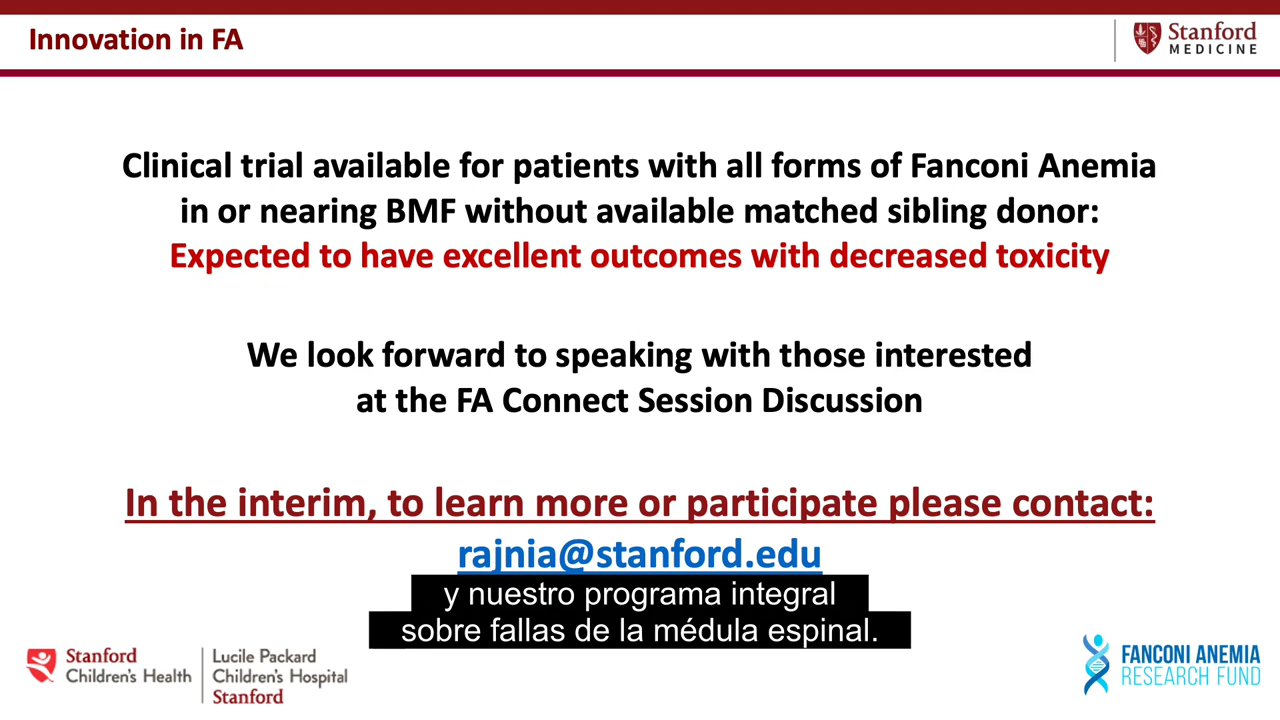 Innovation in FA
Stanford
MEDICINE
Clinical trial available for patients with all forms of Fanconi Anemia
in or nearing BMF without available matched sibling donor:
Expected to have excellent outcomes with decreased toxicity
We look forward to speaking with those interested
at the FA Connect Session Discussion
In the interim, to learn more or participate please contact:
rajnia@stanford.edu
y nuestro programa integral
sobre fallas de la médula espinal.
Stanford
Children's Health
Lucile Packard
Children's Hospital
Stanford
FANCONI ANEMIA
RESEARCH FUND